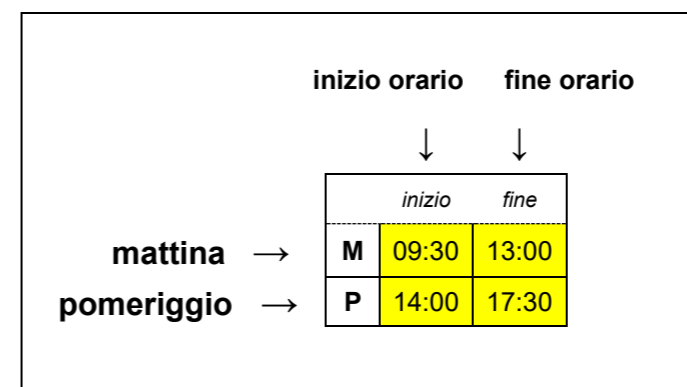 inizio orario fine orario
↓ ↓
inizio fine
mattina → M 09:30 13:00
pomeriggio → P 14:00 17:30